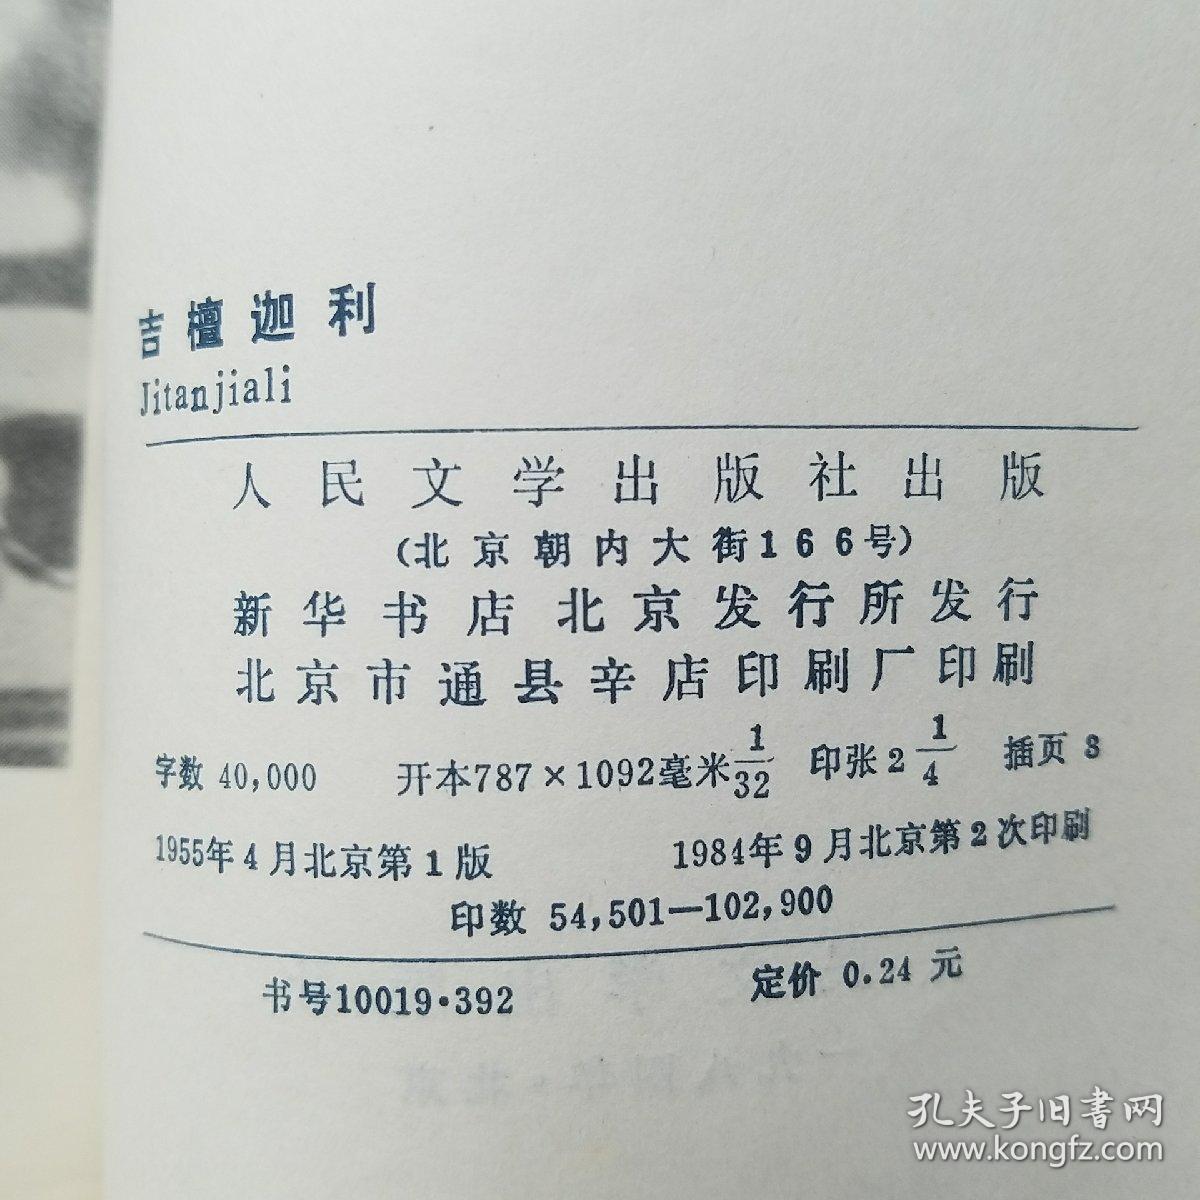 吉檀迦利
Jitanjiali
人民文学出版社出版
(北京朝内大街166号)
新华书店北京发行所发行
北京市通县辛店印刷厂印刷
字数 40,000 开本787×1092毫米 1/32 印张2 1/4 插页 3
1955年4月北京第1版 1984年9月北京第2次印刷
印数 54,501—102,900
书号10019·392 定价 0.24 元
孔夫子旧书网
www.kongfz.com